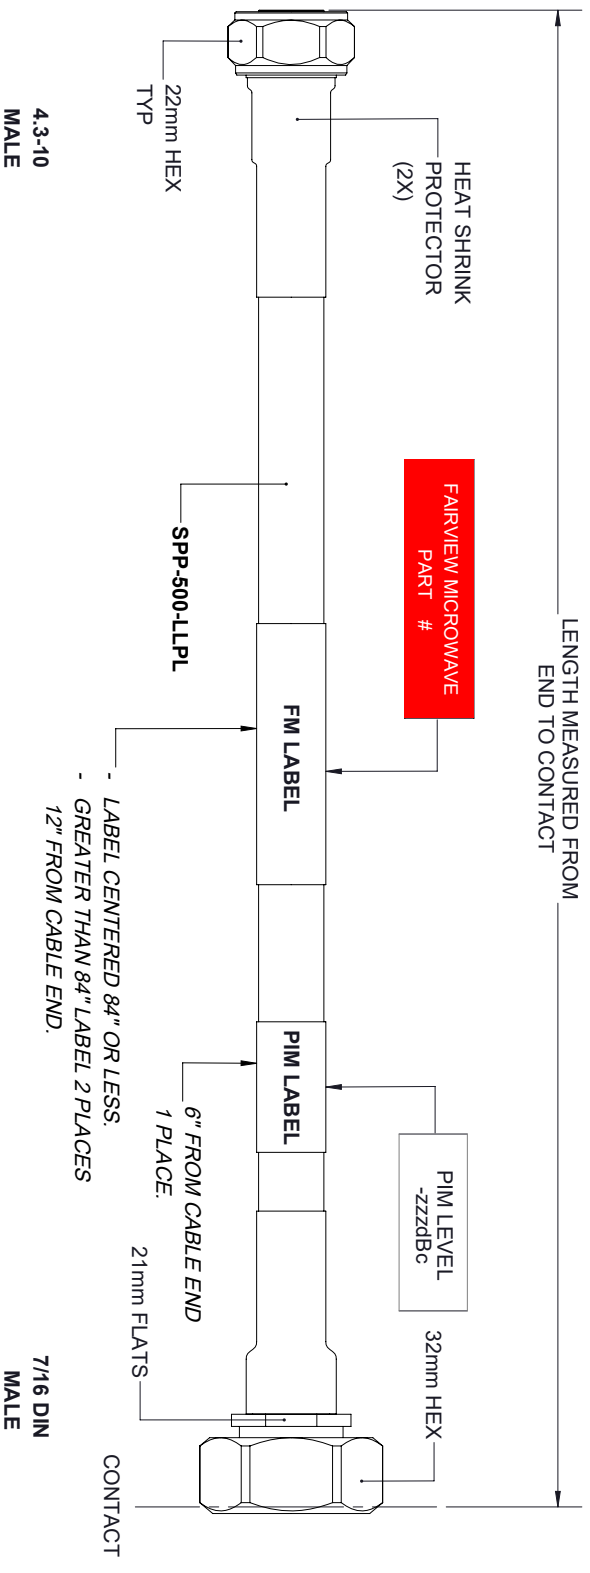 LENGTH MEASURED FROM
END TO CONTACT
HEAT SHRINK
PROTECTOR
(2X)
FAIRVIEW MICROWAVE
PART #
PIM LEVEL
-zzzdBc
32mm HEX
FM LABEL
PIM LABEL
22mm HEX
TYP
SPP-500-LLPL
- LABEL CENTERED 84" OR LESS.
- GREATER THAN 84" LABEL 2 PLACES
12" FROM CABLE END.
6" FROM CABLE END
1 PLACE.
21mm FLATS
CONTACT
4.3-10
MALE
7/16 DIN
MALE